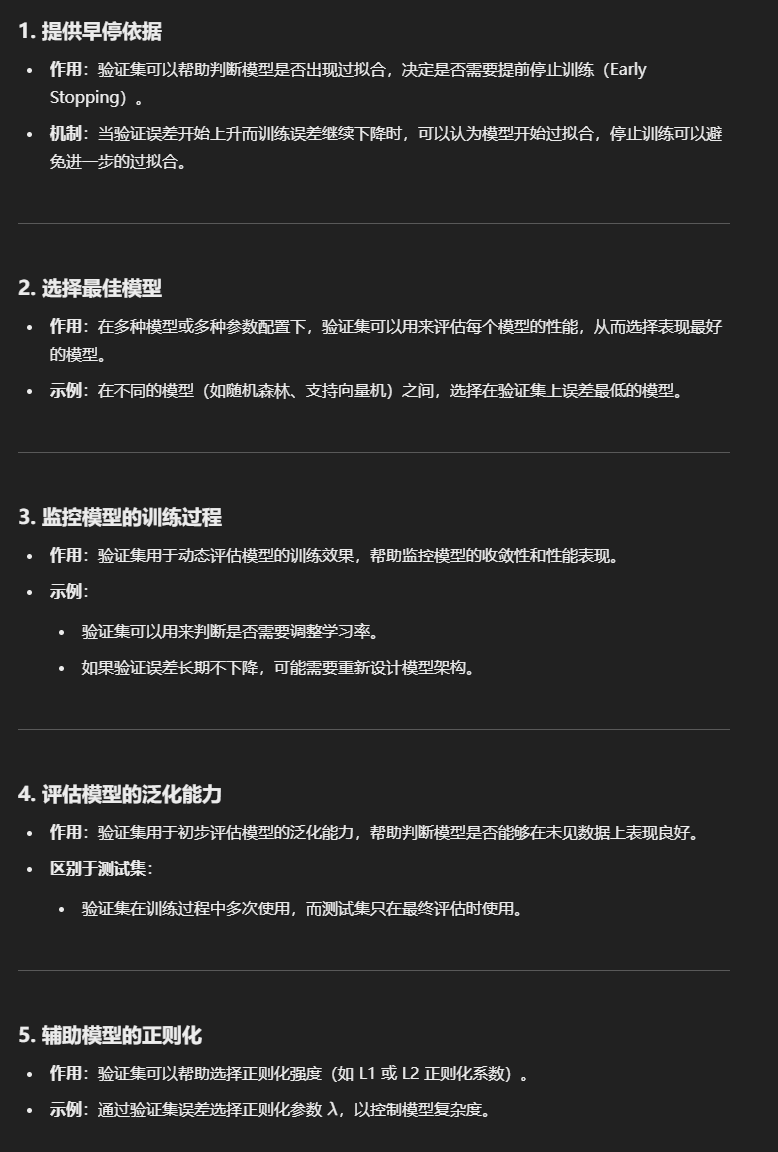 1. 提供早停依据
• 作用：验证集可以帮助判断模型是否出现过拟合，决定是否需要提前停止训练（Early
Stopping）。
• 机制：当验证误差开始上升而训练误差继续下降时，可以认为模型开始过拟合，停止训练可以避
免进一步的过拟合。
2. 选择最佳模型
• 作用：在多种模型或多种参数配置下，验证集可以用来评估每个模型的性能，从而选择表现最好
的模型。
• 示例：在不同的模型（如随机森林、支持向量机）之间，选择在验证集上误差最低的模型。
3. 监控模型的训练过程
• 作用：验证集用于动态评估模型的训练效果，帮助监控模型的收敛性和性能表现。
• 示例：
• 验证集可以用来判断是否需要调整学习率。
• 如果验证误差长期不下降，可能需要重新设计模型架构。
4. 评估模型的泛化能力
• 作用：验证集用于初步评估模型的泛化能力，帮助判断模型是否能够在未见数据上表现良好。
• 区别于测试集：
• 验证集在训练过程中多次使用，而测试集只在最终评估时使用。
5. 辅助模型的正则化
• 作用：验证集可以帮助选择正则化强度（如 L1 或 L2 正则化系数）。
• 示例：通过验证集误差选择正则化参数 λ，以控制模型复杂度。